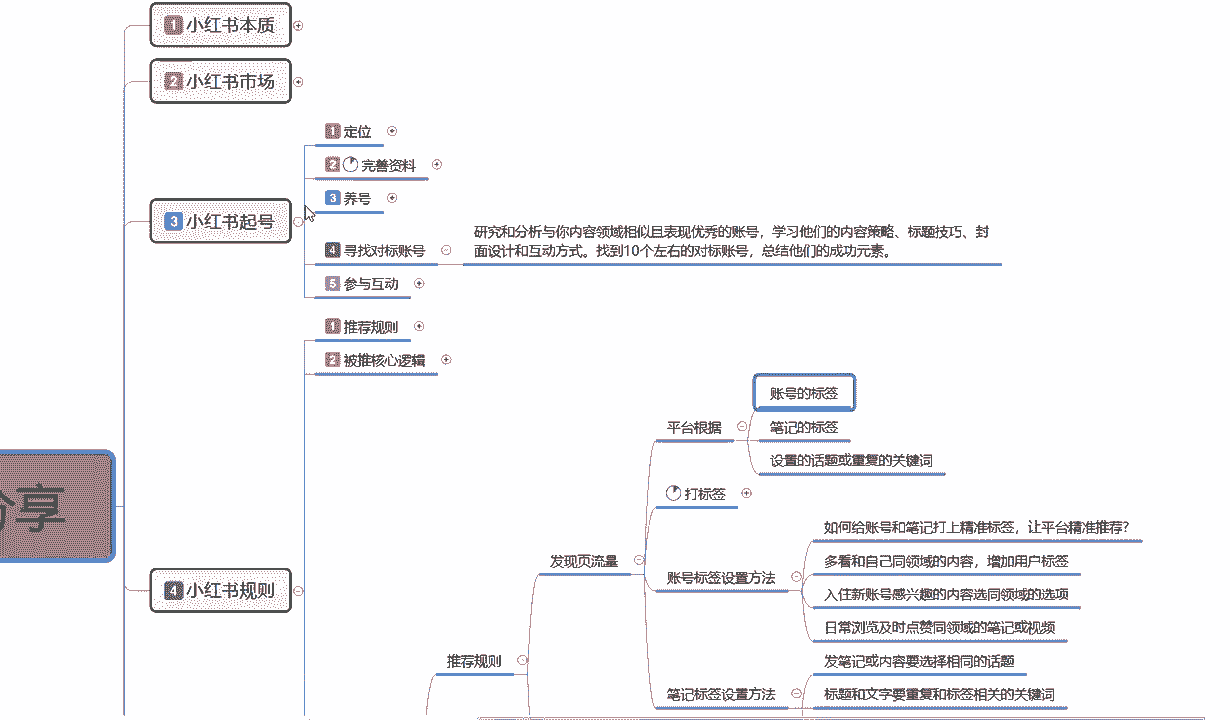 1 小红书本质
2 小红书市场
1 定位
2 完善资料
3 养号
3 小红书起号
研究和分析与你内容领域相似且表现优秀的账号，学习他们的内容策略、标题技巧、封
面设计和互动方式。找到10个左右的对标账号，总结他们的成功元素。
4 寻找对标账号
5 参与互动
1 推荐规则
2 被推核心逻辑
账号的标签
平台根据
笔记的标签
设置的话题或重复的关键词
打标签
享
如何给账号和笔记打上精准标签，让平台精准推荐？
发现页流量
多看和自己同领域的内容，增加用户标签
账号标签设置方法
4 小红书规则
入住新账号感兴趣的内容选同领域的选项
日常浏览及时点赞同领域的笔记或视频
推荐规则
发笔记或内容要选择相同的话题
笔记标签设置方法
标题和文字要重复和标签相关的关键词